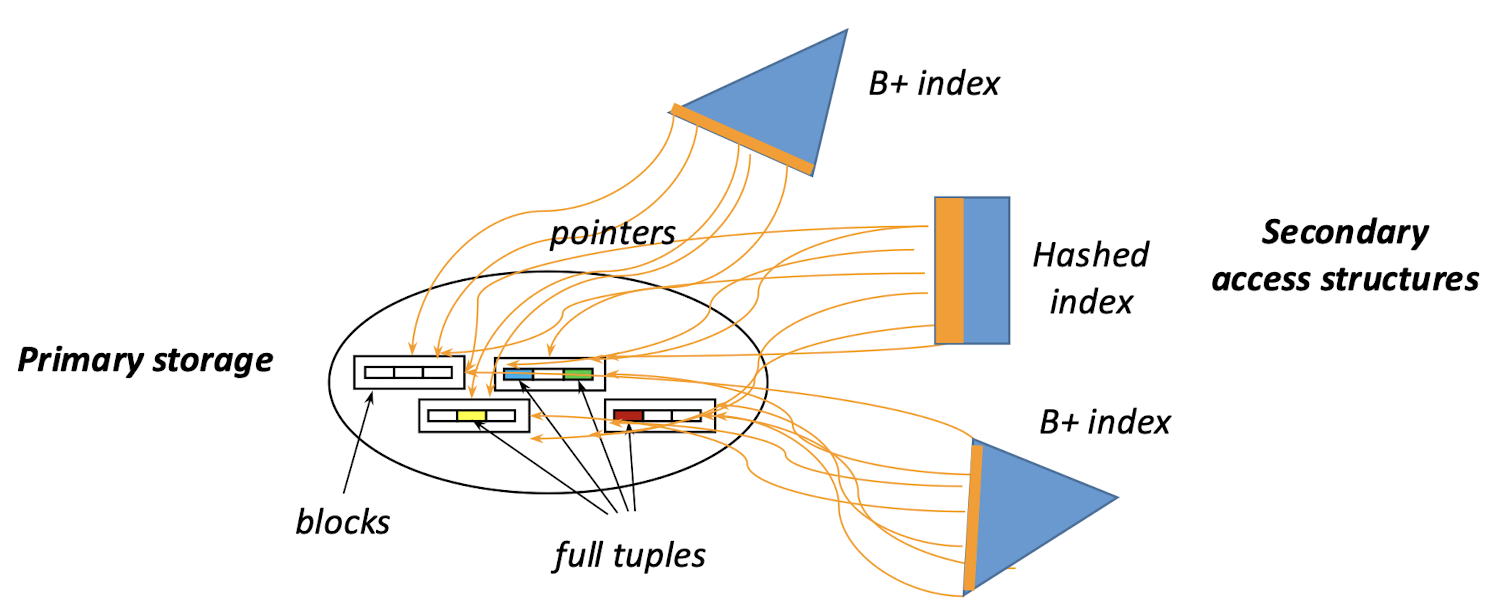 B+ index
pointers
Hashed
index
Secondary
access structures
Primary storage
B+ index
blocks
full tuples